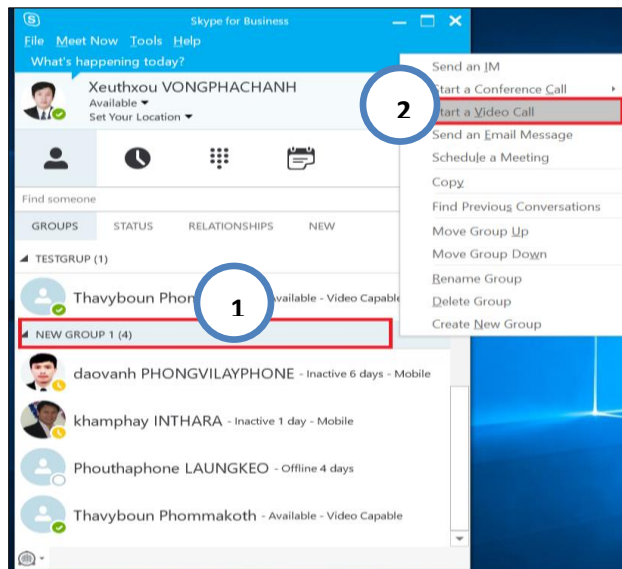 Skype for Business
File Meet Now Tools Help
What's happening today?
Xeuthxou VONGPHACHANH
Available
Set Your Location
Find someone
GROUPS STATUS RELATIONSHIPS NEW
TESTGRUP (1)
Thavyboun Phon 1 vailable - Video Capable
NEW GROUP 1 (4)
daovanh PHONGVILAYPHONE - Inactive 6 days - Mobile
khamphay INTHARA - Inactive 1 day - Mobile
Phouthaphone LAUNGKEO - Offline 4 days
Thavyboun Phommakoth - Available - Video Capable
2
Send an IM
Start a Conference Call
tart a Video Call
Send an Email Message
Schedule a Meeting
Copy
Find Previous Conversations
Move Group Up
Move Group Down
Rename Group
Delete Group
Create New Group